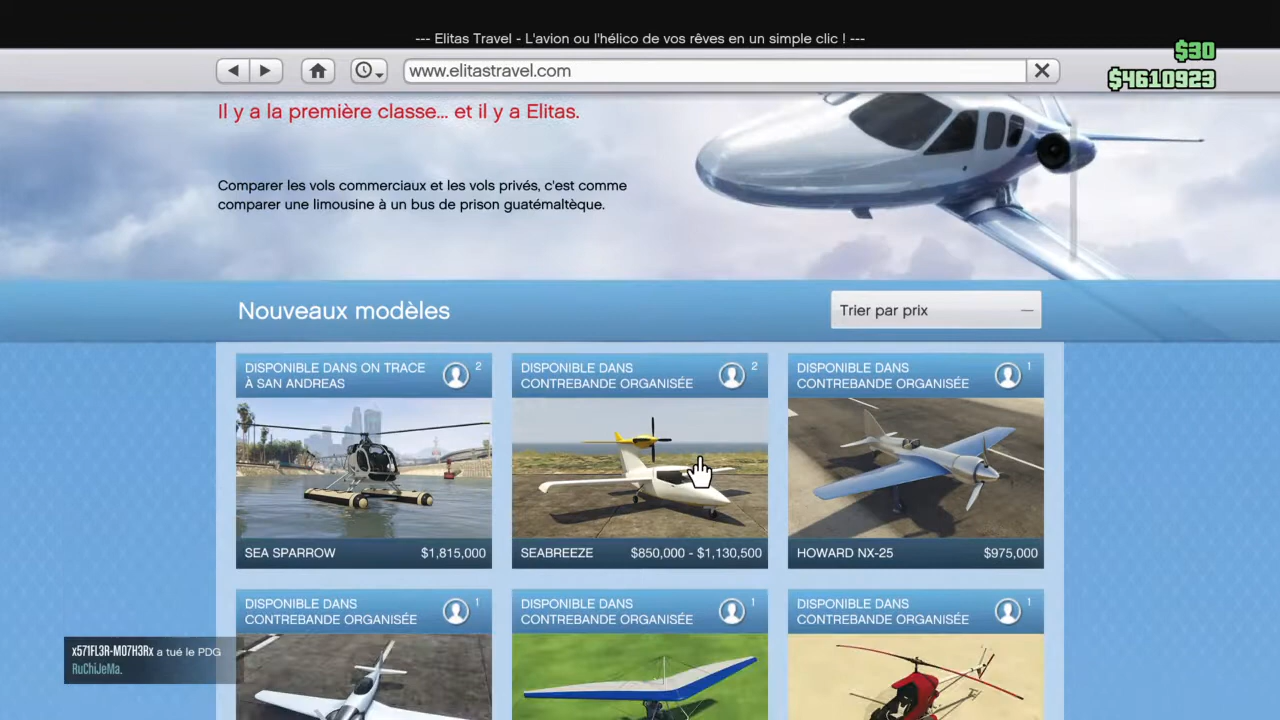 --- Elitas Travel - L'avion ou l'hélico de vos rêves en un simple clic ! ---
$30
www.elitastravel.com
$4610923
Il y a la première classe... et il y a Elitas.
Comparer les vols commerciaux et les vols privés, c'est comme
comparer une limousine à un bus de prison guatémaltèque.
Nouveaux modèles
Trier par prix
DISPONIBLE DANS ON TRACE
À SAN ANDREAS
2
DISPONIBLE DANS
CONTREBANDE ORGANISÉE
2
DISPONIBLE DANS
CONTREBANDE ORGANISÉE
1
SEA SPARROW
$1,815,000
SEABREEZE
$850,000 - $1,130,500
HOWARD NX-25
$975,000
DISPONIBLE DANS
CONTREBANDE ORGANISÉE
1
DISPONIBLE DANS
CONTREBANDE ORGANISÉE
1
DISPONIBLE DANS
CONTREBANDE ORGANISÉE
1
x571FL3R-M07H3Rx a tué le PDG
RuChiJeMa.